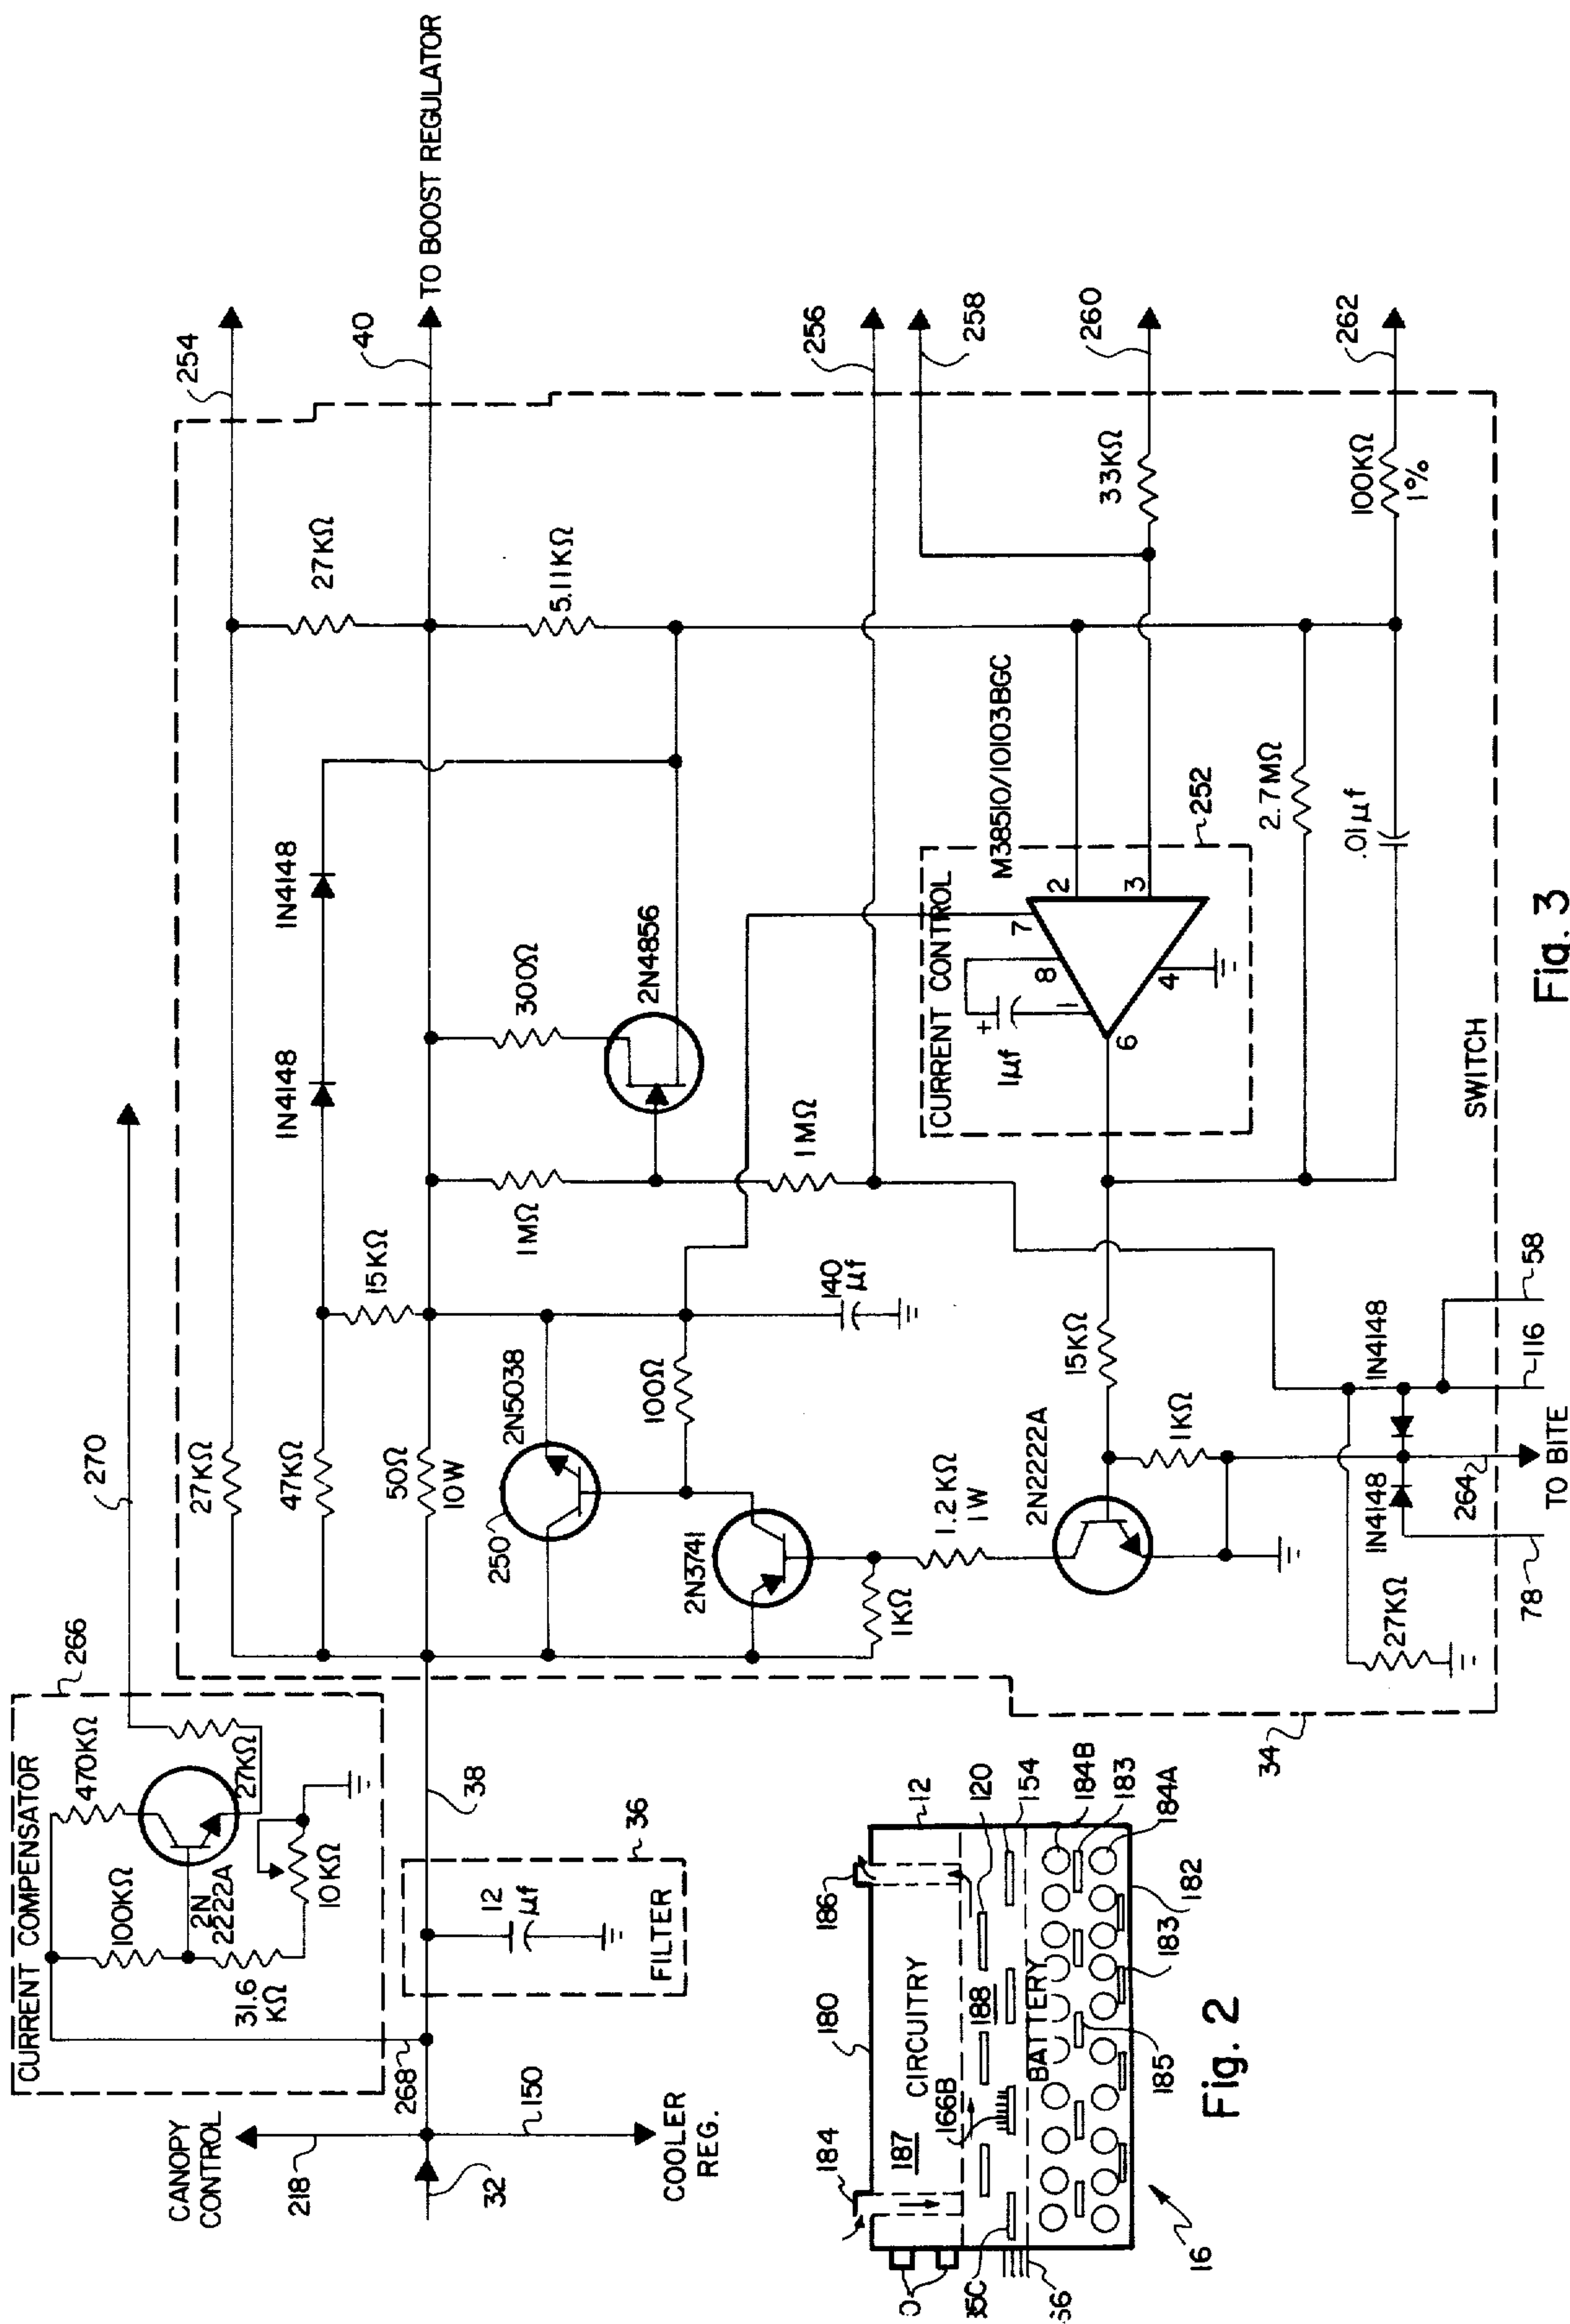 CURRENT COMPENSATOR
266
270
100KΩ
470KΩ
2N
2222A
27KΩ
31.6
KΩ
10KΩ
268
CANOPY
CONTROL
218
32
150
COOLER
REG.
38
12
µf
FILTER
36
254
27KΩ
27KΩ
47KΩ
15KΩ
1N4148
1N4148
40
TO BOOST REGULATOR
50Ω
10W
250
2N5038
100Ω
2N3741
1KΩ
1.2KΩ
1W
140
µf
1MΩ
1MΩ
300Ω
2N4856
5.11KΩ
256
258
260
262
33KΩ
100KΩ
1%
CURRENT CONTROL
M38510/10103BGC
252
1µf
+
1
8
7
2
3
4
6
2.7MΩ
.01µf
2N2222A
15KΩ
1KΩ
1N4148
1N4148
27KΩ
78
264
TO BITE
116
58
SWITCH
34
Fig. 3
180
184
186
12
CIRCUITRY
187
166B
188
120
154
BATTERY
184B
183
184A
182
183
185
16
Fig. 2